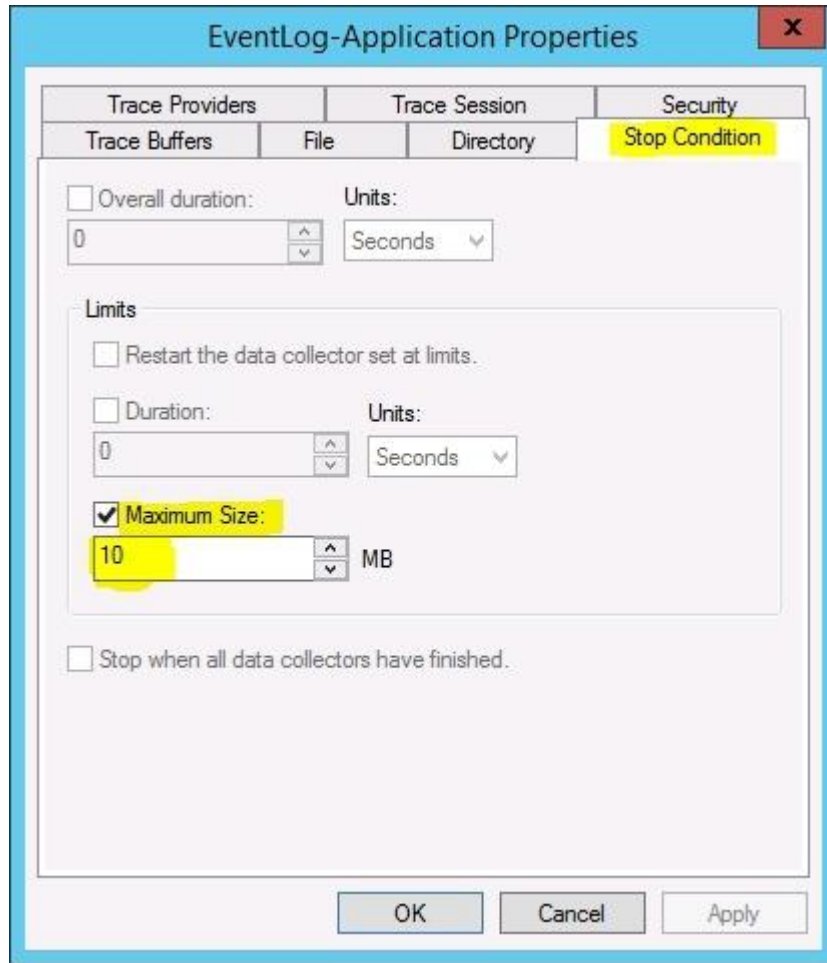 EventLog-Application Properties
x
Trace Providers Trace Session Security
Trace Buffers File Directory Stop Condition
Overall duration: Units:
0 Seconds
Limits
Restart the data collector set at limits.
Duration: Units:
0 Seconds
Maximum Size:
10 MB
Stop when all data collectors have finished.
OK Cancel Apply